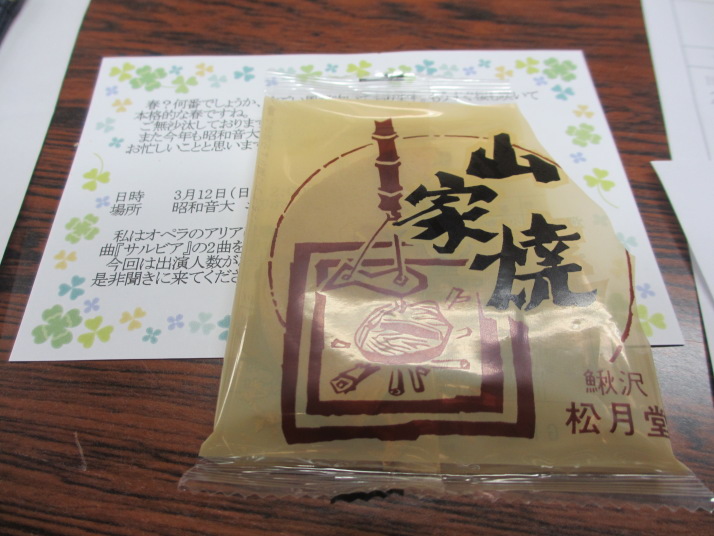 春？何番でしょうか、
本格的な春ですね。
ご無沙汰しております
また今年も昭和音大
お忙しいことと思います
日時 3月12日(日
場所 昭和音大
私はオペラのアリア
曲『サルビア』の2曲を
今回は出演人数が
是非聞きに来てくださ
山
家
焼
鰍沢
松月堂